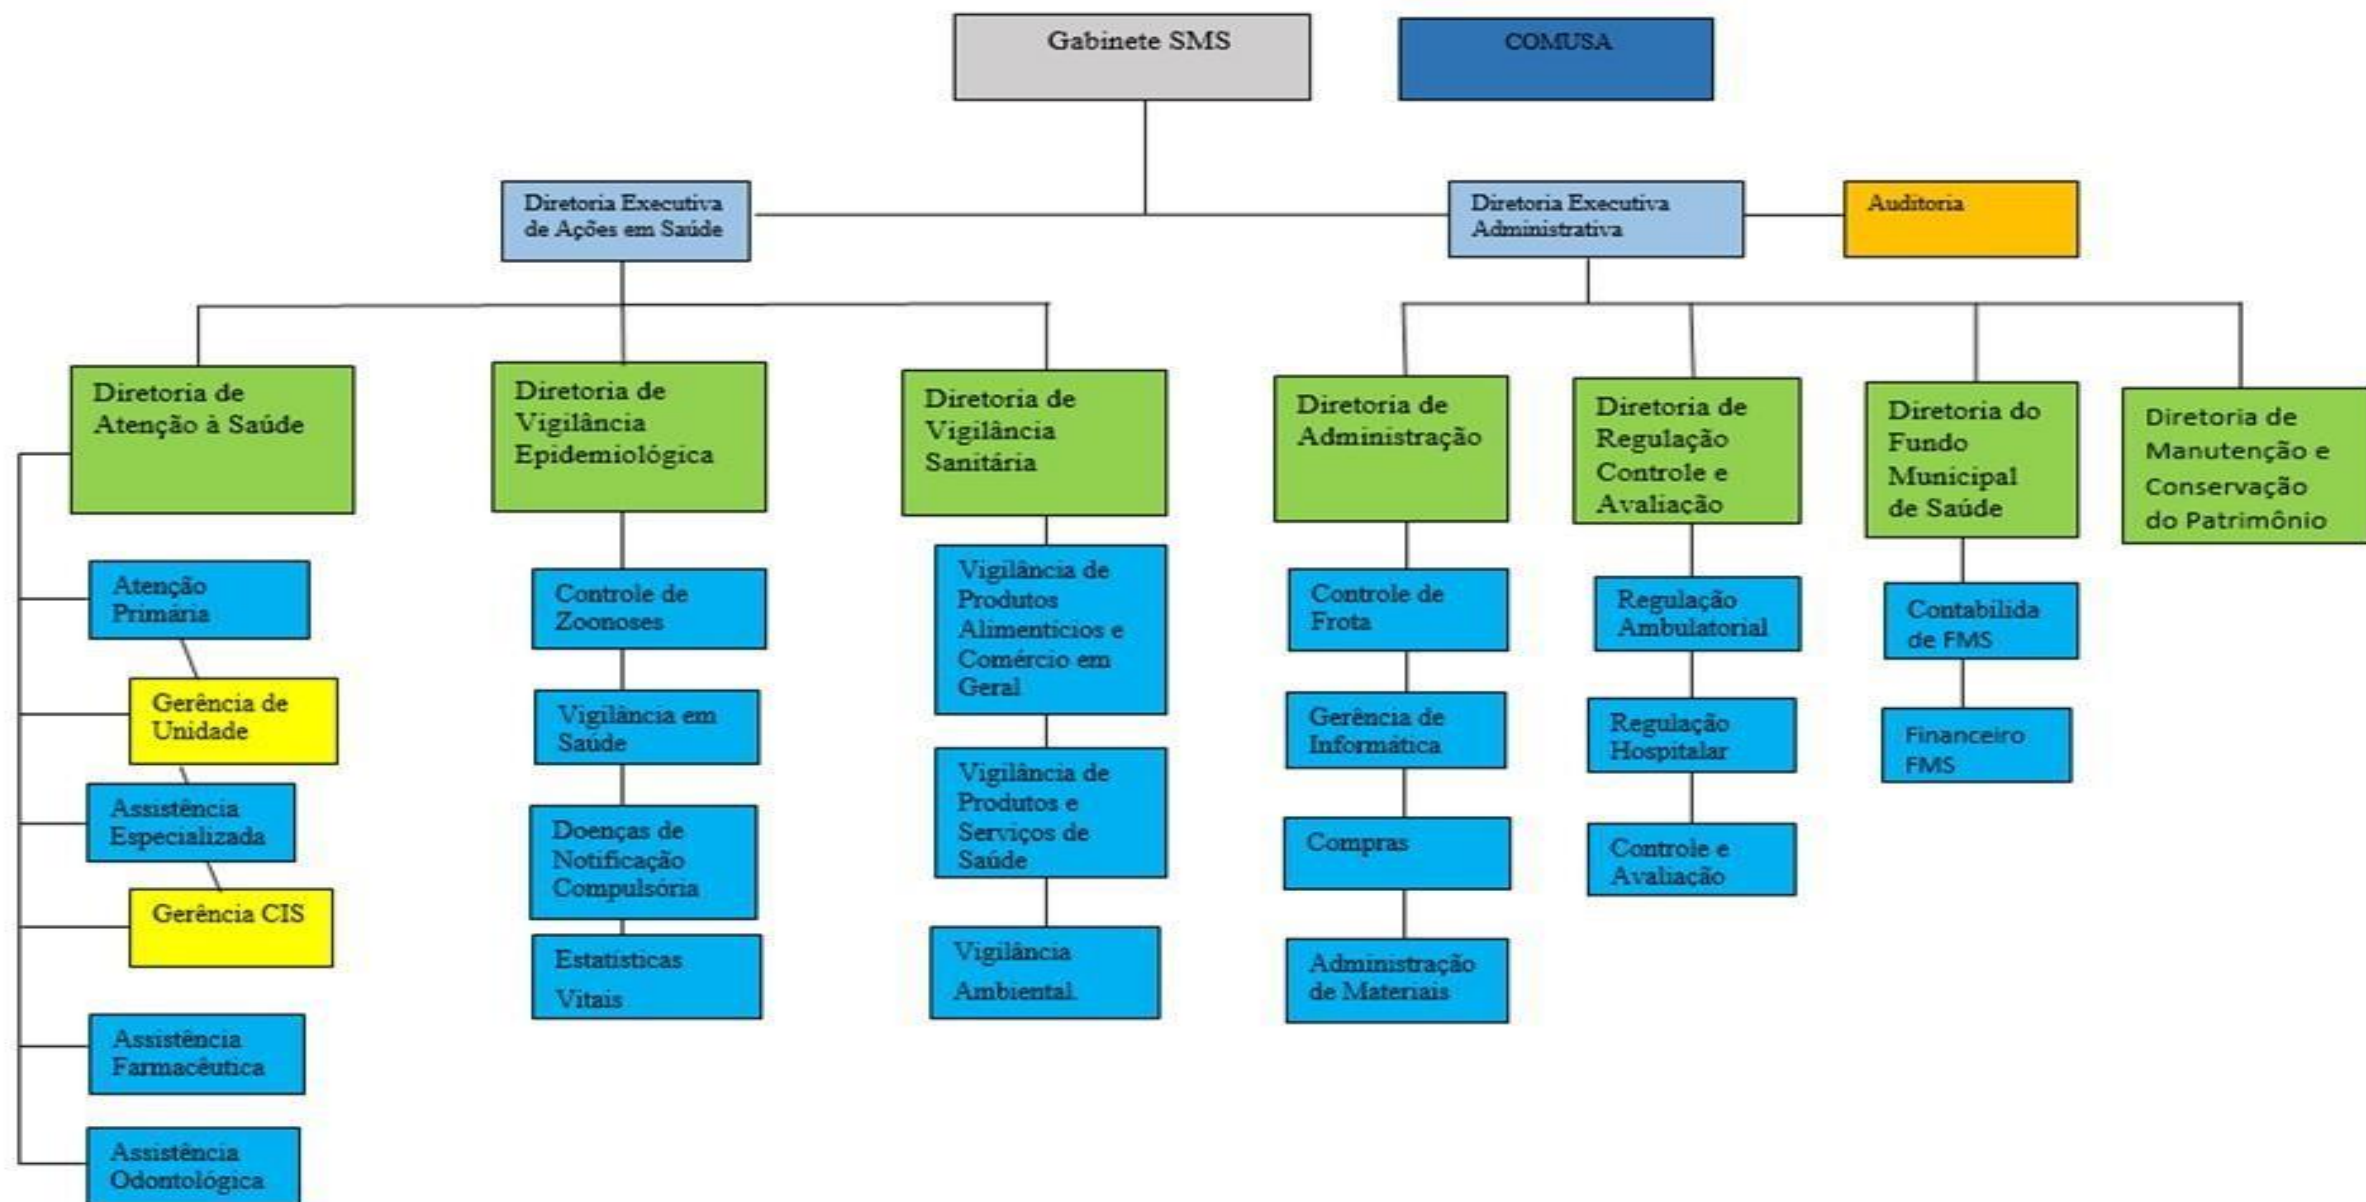 Gabinete SMS
COMUSA
Diretoria Executiva
de Ações em Saúde
Diretoria Executiva
Administrativa
Auditoria
Diretoria de
Atenção à Saúde
Diretoria de
Vigilância
Epidemiológica
Diretoria de
Vigilância
Sanitária
Diretoria de
Administração
Diretoria de
Regulação
Controle e
Avaliação
Diretoria do
Fundo
Municipal
de Saúde
Diretoria de
Manutenção e
Conservação
do Patrimônio
Atenção
Primária
Gerência de
Unidade
Assistência
Especializada
Gerência CIS
Assistência
Farmacêutica
Assistência
Odontológica
Controle de
Zoonoses
Vigilância em
Saúde
Doenças de
Notificação
Compulsória
Estatísticas
Vitais
Vigilância de
Produtos
Alimentícios e
Comércio em
Geral
Vigilância de
Produtos e
Serviços de
Saúde
Vigilância
Ambiental.
Controle de
Frota
Gerência de
Informática
Compras
Administração
de Materiais
Regulação
Ambulatorial
Regulação
Hospitalar
Controle e
Avaliação
Contabilida
de FMS
Financeiro
FMS